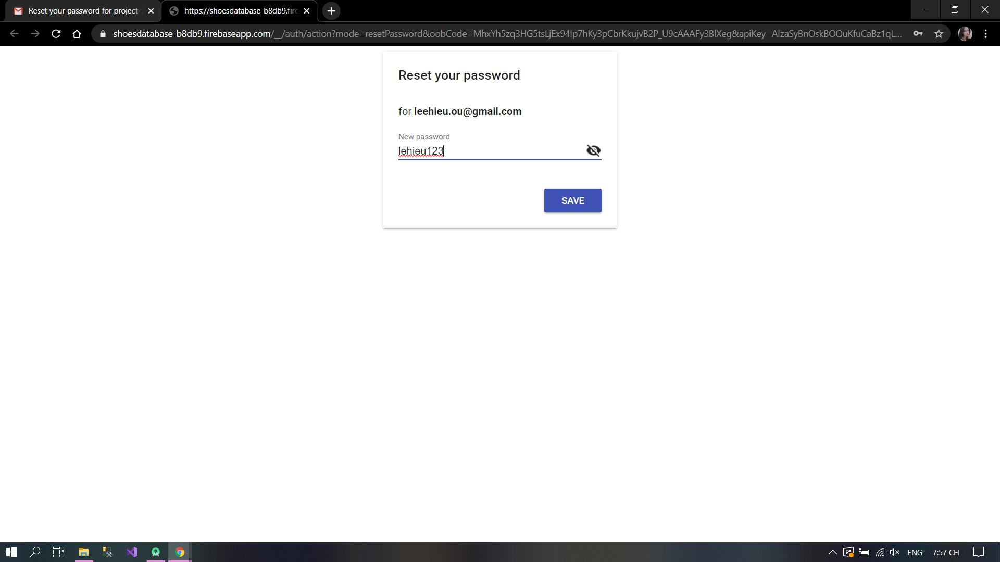 Reset your password for project-
https://shoesdatabase-b8db9.fire
shoesdatabase-b8db9.firebaseapp.com/__/auth/action?mode=resetPassword&oobCode=MhxYh5zq3HG5tsLjEx94Ip7hKy3pCbrKkujvB2P_U9cAAAFy3BlXeg&apiKey=AIzaSyBnOskBOQuKfuCaBz1qL...
Reset your password
for leehieu.ou@gmail.com
New password
lehieu123
SAVE
ENG
7:57 CH